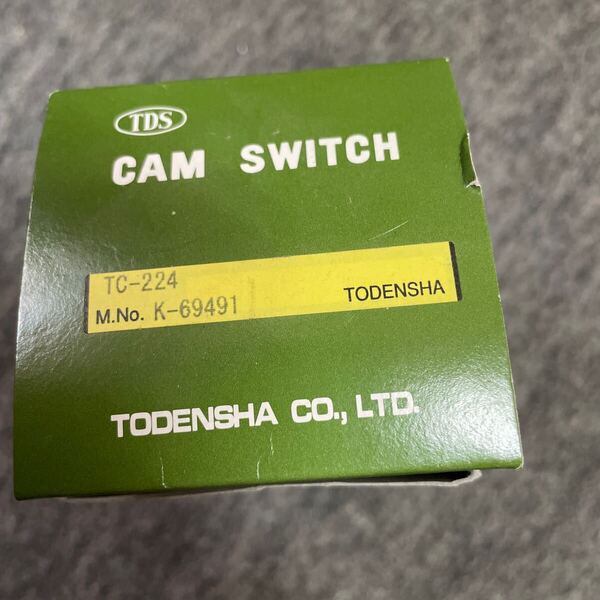 TDS
CAM SWITCH
TC-224
M.No. K-69491 TODENSHA
TODENSHA CO., LTD.